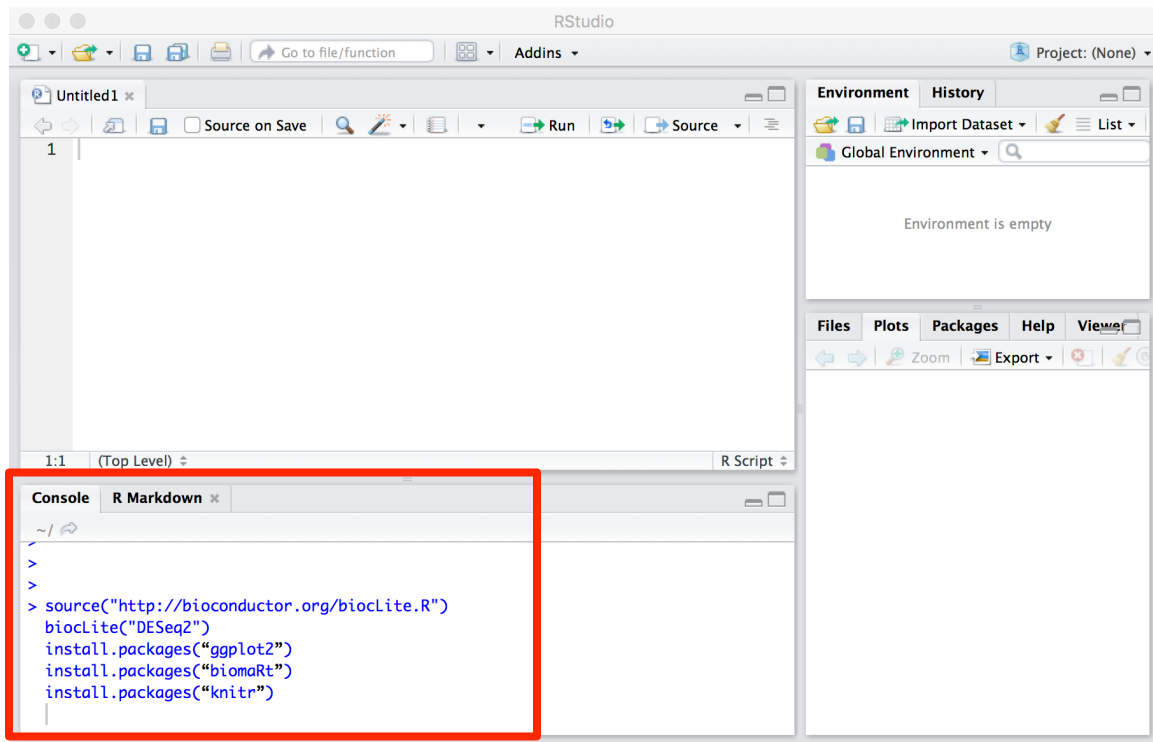 RStudio
Go to file/function Addins Project: (None)
Untitled1
Source on Save Run Source
1
1:1 (Top Level) R Script
Console R Markdown
~/
>
>
>
> source("http://bioconductor.org/biocLite.R")
biocLite("DESeq2")
install.packages(“ggplot2”)
install.packages(“biomaRt”)
install.packages(“knitr”)
Environment History
Import Dataset List
Global Environment
Environment is empty
Files Plots Packages Help Viewer
Zoom Export